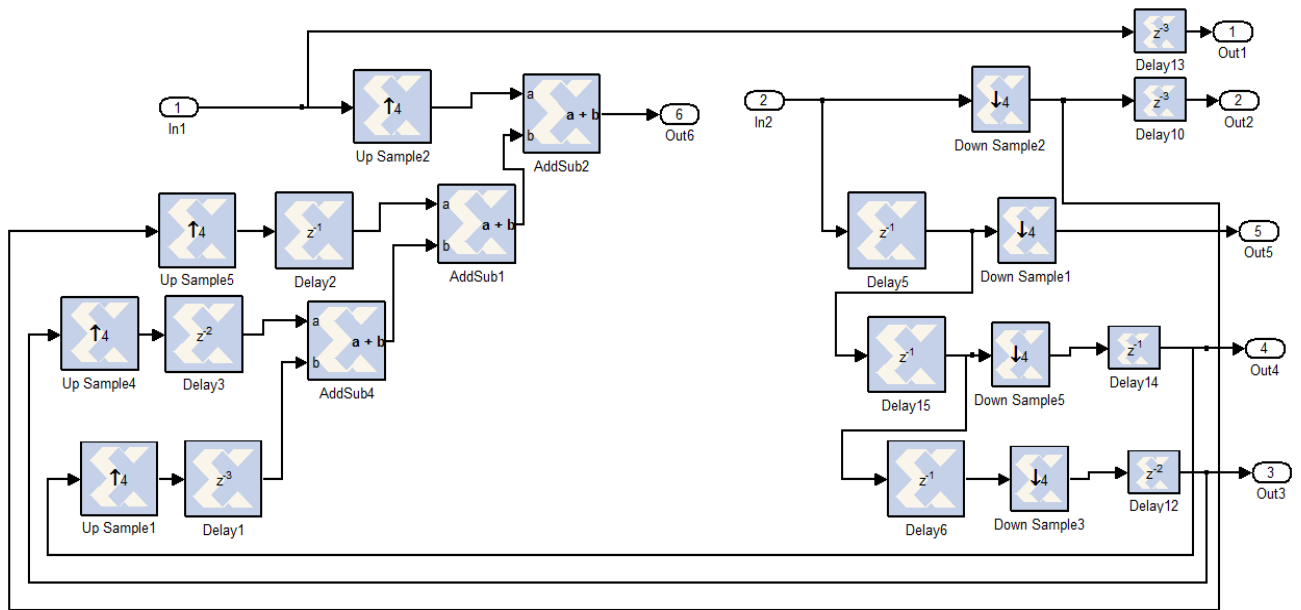 z-3
1
Delay13
Out1
1
In1
↑4
Up Sample2
a
b
a + b
AddSub2
6
Out6
2
In2
↓4
Down Sample2
z-3
Delay10
2
Out2
↑4
Up Sample5
z-1
Delay2
a
b
a + b
AddSub1
z-1
Delay5
↓4
Down Sample1
5
Out5
↑4
Up Sample4
z-2
Delay3
a
b
a + b
AddSub4
z-1
Delay15
↓4
Down Sample5
z-1
Delay14
4
Out4
↑4
Up Sample1
z-3
Delay1
z-1
Delay6
↓4
Down Sample3
z-2
Delay12
3
Out3